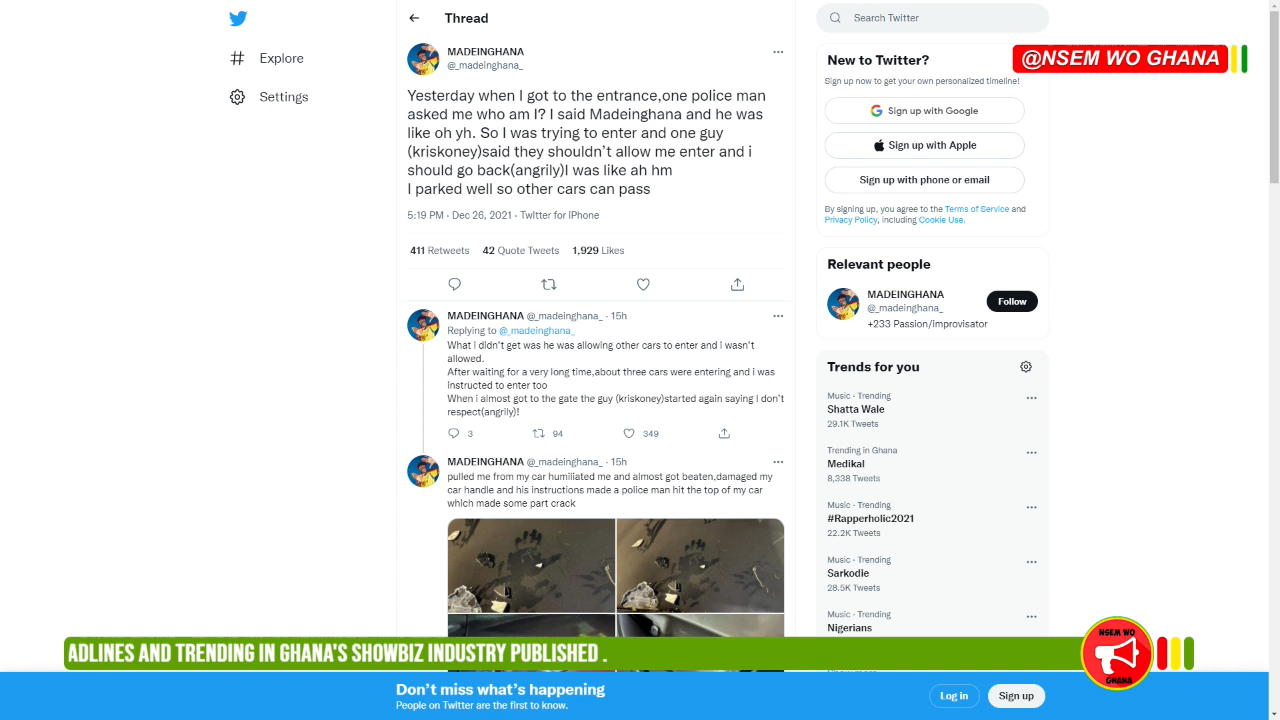 Thread
Explore
Settings
MADEINGHANA
@_madeinghana_
Yesterday when I got to the entrance,one police man
asked me who am I? I said Madeinghana and he was
like oh yh. So I was trying to enter and one guy
(kriskoney)said they shouldn’t allow me enter and i
should go back(angrily)I was like ah hm
I parked well so other cars can pass
5:19 PM · Dec 26, 2021 · Twitter for iPhone
411 Retweets 42 Quote Tweets 1,929 Likes
MADEINGHANA @_madeinghana_ · 15h
Replying to @_madeinghana_
What I didn't get was he was allowing other cars to enter and i wasn't
allowed.
After waiting for a very long time,about three cars were entering and i was
instructed to enter too
When i almost got to the gate the guy (kriskoney)started again saying I don't
respect(angrily)!
3 94 349
MADEINGHANA @_madeinghana_ · 15h
pulled me from my car humiliated me and almost got beaten,damaged my
car handle and his instructions made a police man hit the top of my car
which made some part crack
Search Twitter
@NSEM WO GHANA
New to Twitter?
Sign up now to get your own personalized timeline!
Sign up with Google
Sign up with Apple
Sign up with phone or email
By signing up, you agree to the Terms of Service and
Privacy Policy, including Cookie Use.
Relevant people
MADEINGHANA
@_madeinghana_
Follow
+233 Passion/improvisator
Trends for you
Music · Trending
Shatta Wale
29.1K Tweets
Trending in Ghana
Medikal
8,338 Tweets
Music · Trending
#Rapperholic2021
22.2K Tweets
Music · Trending
Sarkodie
28.5K Tweets
Music · Trending
Nigerians
ADLINES AND TRENDING IN GHANA'S SHOWBIZ INDUSTRY PUBLISHED .
NSEM WO
GHANA
Don’t miss what’s happening
People on Twitter are the first to know.
Log in
Sign up